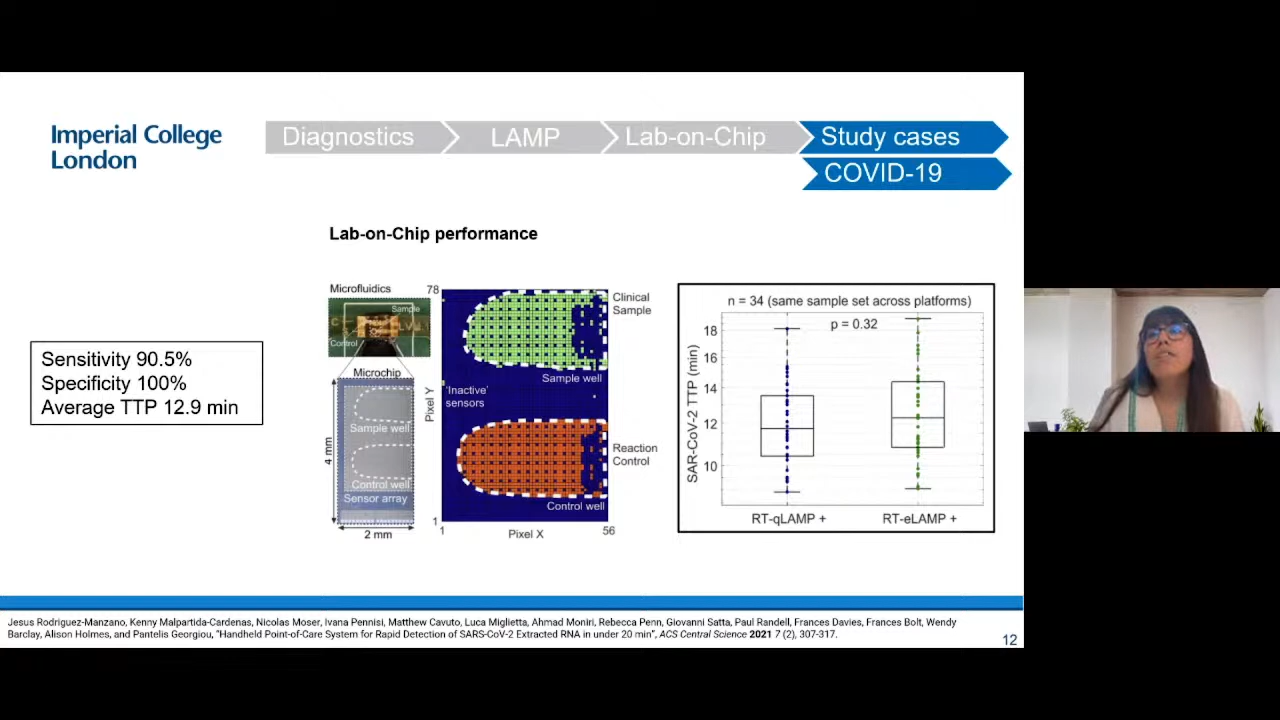 Imperial College
London
Diagnostics
LAMP
Lab-on-Chip
Study cases
COVID-19
Lab-on-Chip performance
Sensitivity 90.5%
Specificity 100%
Average TTP 12.9 min
Microfluidics
Sample
Control
Microchip
Sample well
Control well
Sensor array
4 mm
2 mm
78
Pixel Y
1
1
Pixel X
56
Sample well
'Inactive'
sensors
Control well
Clinical
Sample
Reaction
Control
n = 34 (same sample set across platforms)
p = 0.32
SAR-CoV-2 TTP (min)
18
16
14
12
10
RT-qLAMP +
RT-eLAMP +
Jesus Rodriguez-Manzano, Kenny Malpartida-Cardenas, Nicolas Moser, Ivana Pennisi, Matthew Cavuto, Luca Miglietta, Ahmad Moniri, Rebecca Penn, Giovanni Satta, Paul Randell, Frances Davies, Frances Bolt, Wendy
Barclay, Alison Holmes, and Pantelis Georgiou, "Handheld Point-of-Care System for Rapid Detection of SARS-CoV-2 Extracted RNA in under 20 min", ACS Central Science 2021 7 (2), 307-317.
12